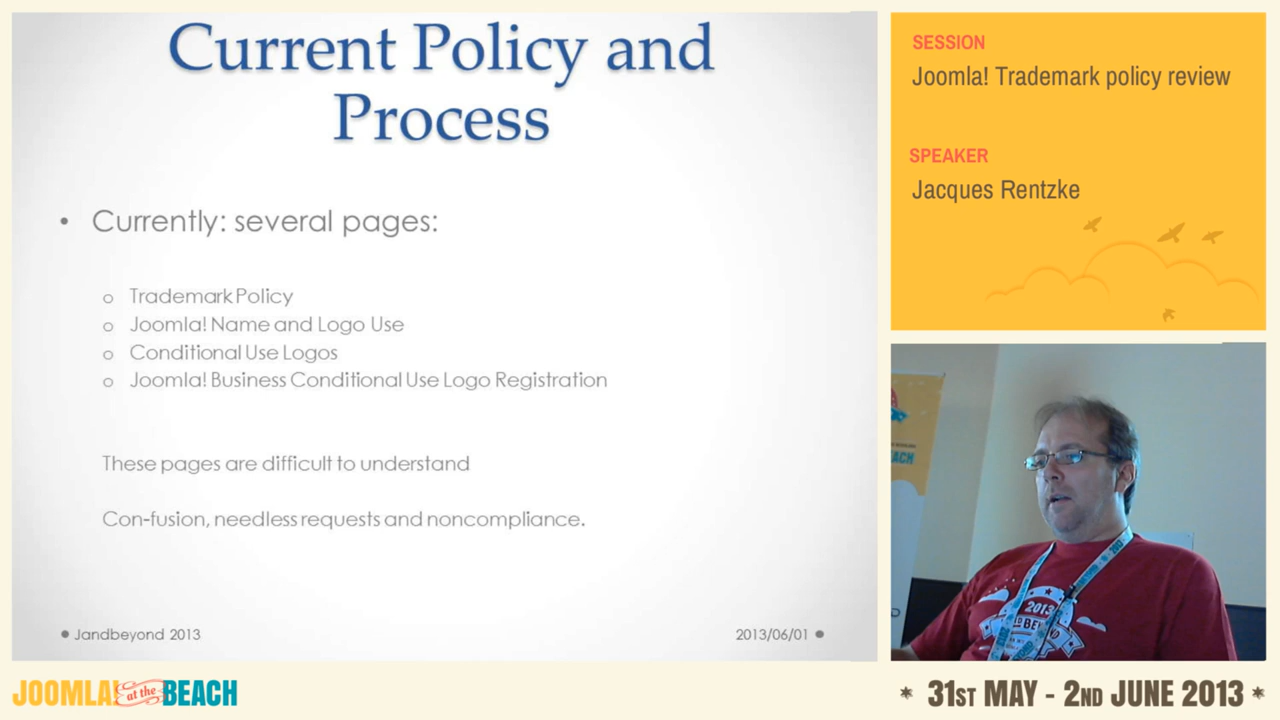 Current Policy and
Process
• Currently: several pages:
o Trademark Policy
o Joomla! Name and Logo Use
o Conditional Use Logos
o Joomla! Business Conditional Use Logo Registration
These pages are difficult to understand
Con-fusion, needless requests and noncompliance.
Jandbeyond 2013
2013/06/01
SESSION
Joomla! Trademark policy review
SPEAKER
Jacques Rentzke
ACH
2013
JOOMLA! at the BEACH
* 31ST MAY - 2ND JUNE 2013 *